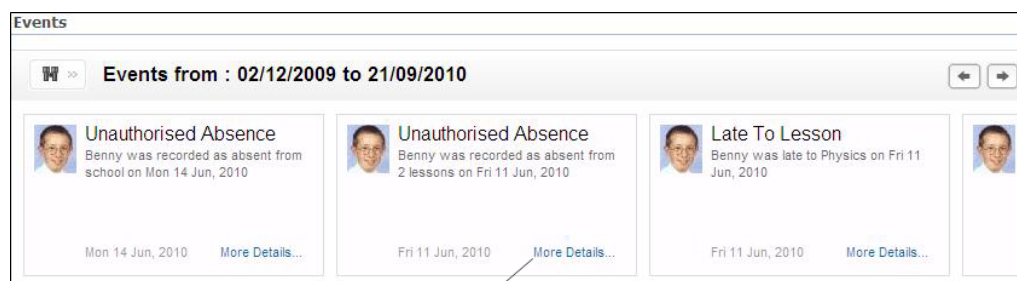 Events
Events from : 02/12/2009 to 21/09/2010
Unauthorised Absence
Benny was recorded as absent from
school on Mon 14 Jun, 2010
Mon 14 Jun, 2010 More Details...
Unauthorised Absence
Benny was recorded as absent from
2 lessons on Fri 11 Jun, 2010
Fri 11 Jun, 2010 More Details...
Late To Lesson
Benny was late to Physics on Fri 11
Jun, 2010
Fri 11 Jun, 2010 More Details...